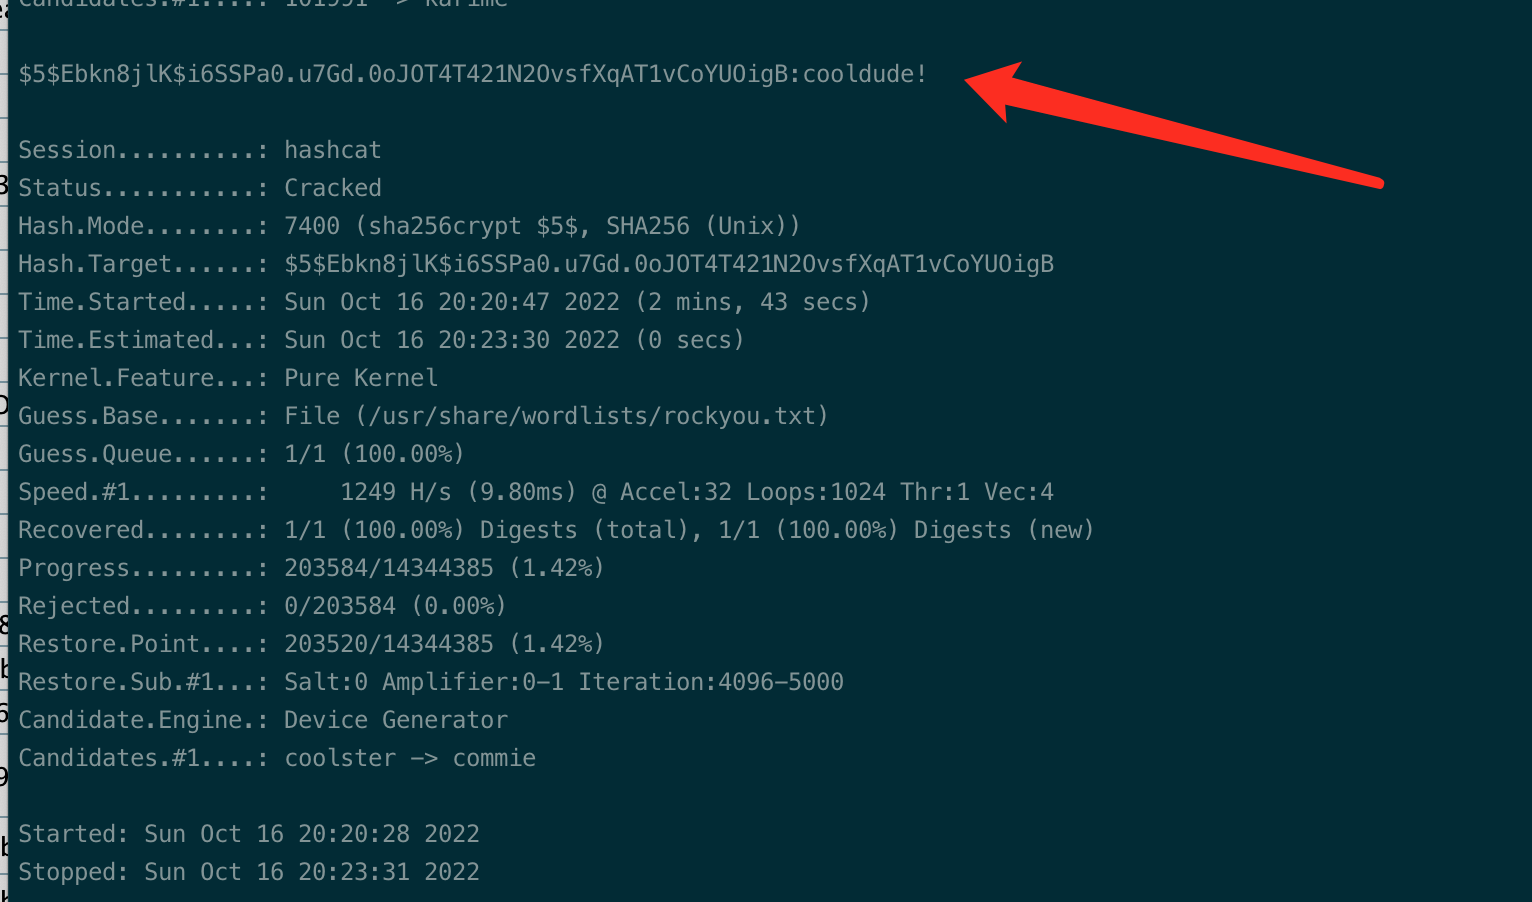 $5$Ebkn8jlK$i6SSPa0.u7Gd.0oJOT4T421N2OvsfXqAT1vCoYUOigB:cooldude!
Session..........: hashcat
Status...........: Cracked
Hash.Mode........: 7400 (sha256crypt $5$, SHA256 (Unix))
Hash.Target......: $5$Ebkn8jlK$i6SSPa0.u7Gd.0oJOT4T421N2OvsfXqAT1vCoYUOigB
Time.Started.....: Sun Oct 16 20:20:47 2022 (2 mins, 43 secs)
Time.Estimated...: Sun Oct 16 20:23:30 2022 (0 secs)
Kernel.Feature...: Pure Kernel
Guess.Base.......: File (/usr/share/wordlists/rockyou.txt)
Guess.Queue......: 1/1 (100.00%)
Speed.#1.........:     1249 H/s (9.80ms) @ Accel:32 Loops:1024 Thr:1 Vec:4
Recovered........: 1/1 (100.00%) Digests (total), 1/1 (100.00%) Digests (new)
Progress.........: 203584/14344385 (1.42%)
Rejected.........: 0/203584 (0.00%)
Restore.Point....: 203520/14344385 (1.42%)
Restore.Sub.#1...: Salt:0 Amplifier:0-1 Iteration:4096-5000
Candidate.Engine.: Device Generator
Candidates.#1....: coolster -> commie
Started: Sun Oct 16 20:20:28 2022
Stopped: Sun Oct 16 20:23:31 2022